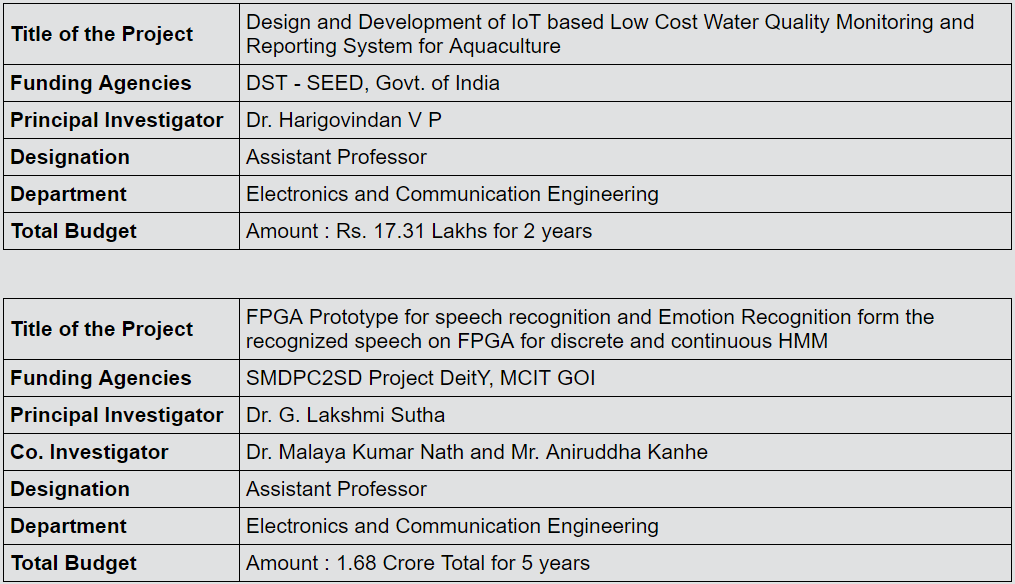 Title of the Project
Design and Development of IoT based Low Cost Water Quality Monitoring and
Reporting System for Aquaculture
Funding Agencies
DST - SEED, Govt. of India
Principal Investigator
Dr. Harigovindan V P
Designation
Assistant Professor
Department
Electronics and Communication Engineering
Total Budget
Amount : Rs. 17.31 Lakhs for 2 years
Title of the Project
FPGA Prototype for speech recognition and Emotion Recognition form the
recognized speech on FPGA for discrete and continuous HMM
Funding Agencies
SMDPC2SD Project DeitY, MCIT GOI
Principal Investigator
Dr. G. Lakshmi Sutha
Co. Investigator
Dr. Malaya Kumar Nath and Mr. Aniruddha Kanhe
Designation
Assistant Professor
Department
Electronics and Communication Engineering
Total Budget
Amount : 1.68 Crore Total for 5 years